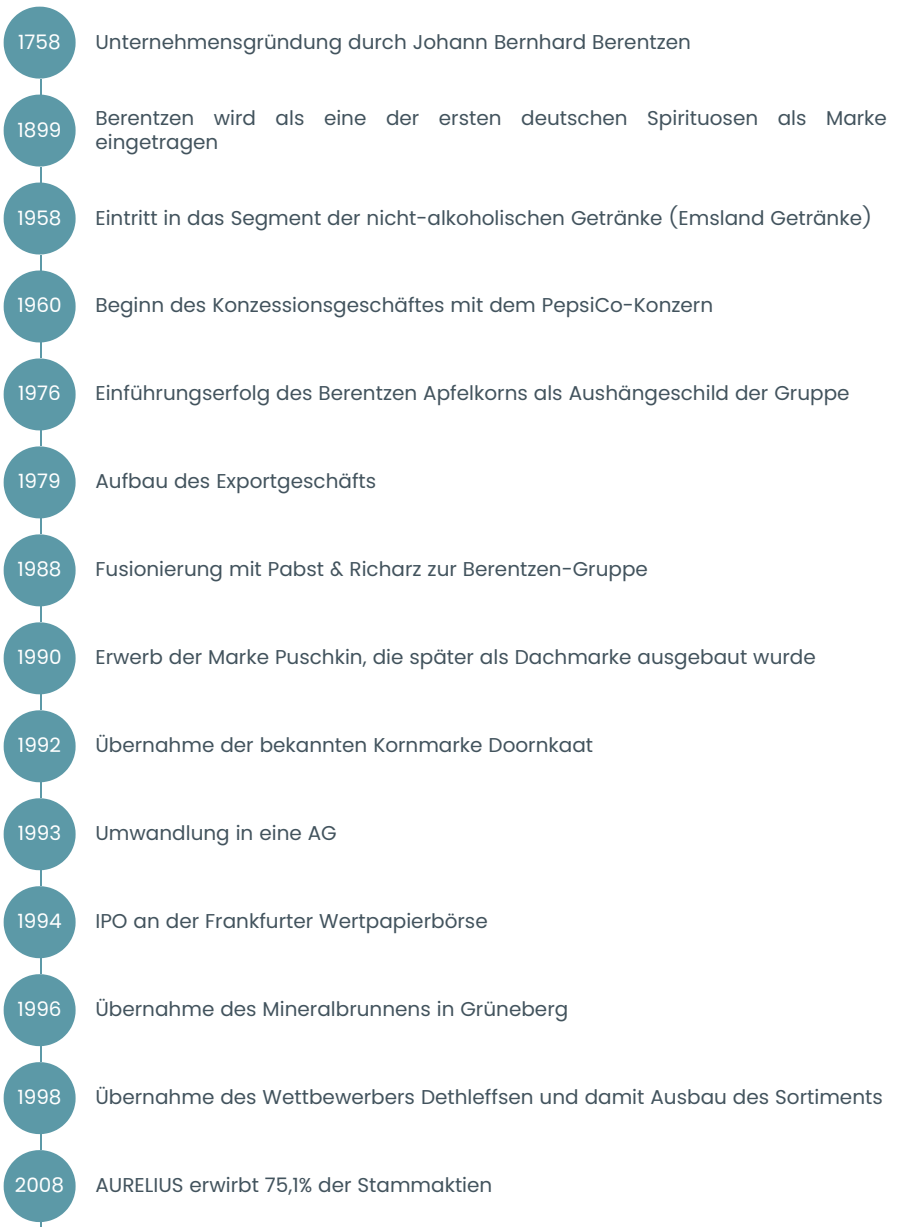 1758
Unternehmensgründung durch Johann Bernhard Berentzen
1899
Berentzen wird als eine der ersten deutschen Spirituosen als Marke
eingetragen
1958
Eintritt in das Segment der nicht-alkoholischen Getränke (Emsland Getränke)
1960
Beginn des Konzessionsgeschäftes mit dem PepsiCo-Konzern
1976
Einführungserfolg des Berentzen Apfelkorns als Aushängeschild der Gruppe
1979
Aufbau des Exportgeschäfts
1988
Fusionierung mit Pabst & Richarz zur Berentzen-Gruppe
1990
Erwerb der Marke Puschkin, die später als Dachmarke ausgebaut wurde
1992
Übernahme der bekannten Kornmarke Doornkaat
1993
Umwandlung in eine AG
1994
IPO an der Frankfurter Wertpapierbörse
1996
Übernahme des Mineralbrunnens in Grüneberg
1998
Übernahme des Wettbewerbers Dethleffsen und damit Ausbau des Sortiments
2008
AURELIUS erwirbt 75,1% der Stammaktien